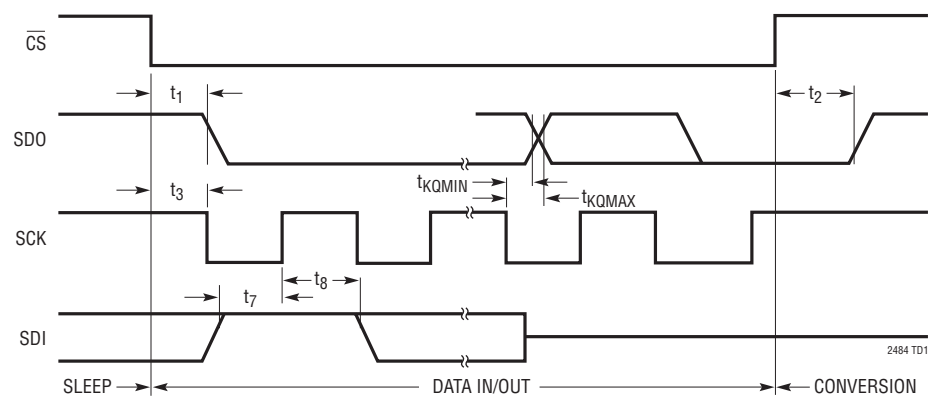 CS
t1
t2
SDO
tKQMIN
t3
tKQMAX
SCK
t8
t7
SDI
2484 TD1
SLEEP
DATA IN/OUT
CONVERSION